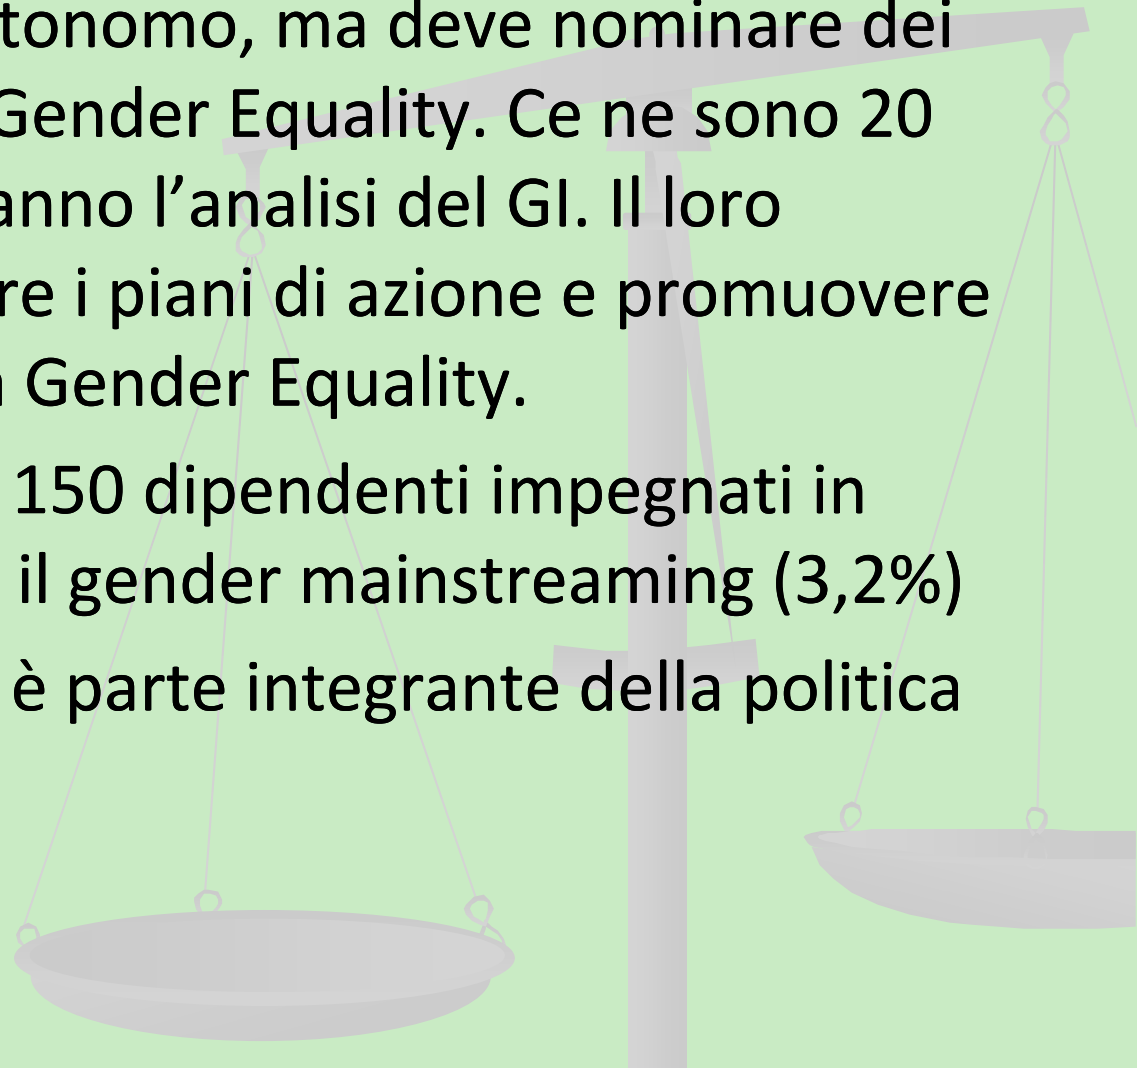 tonomo, ma deve nominare dei
Gender Equality. Ce ne sono 20
anno l’analisi del GI. Il loro
re i piani di azione e promuovere
Gender Equality.
150 dipendenti impegnati in
il gender mainstreaming (3,2%)
è parte integrante della politica